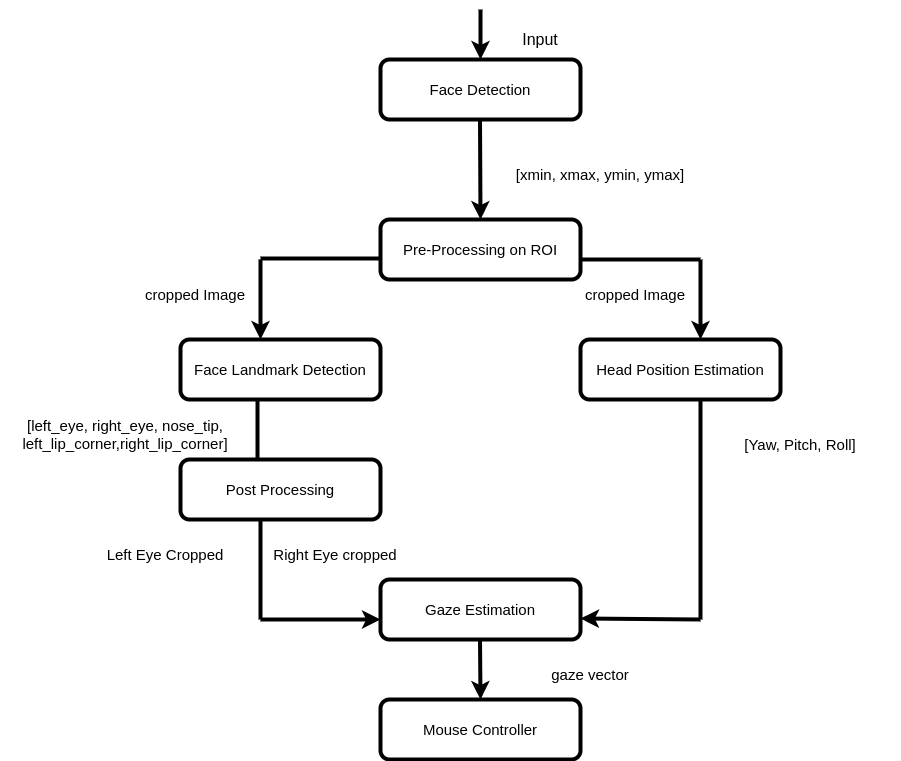 Input
Face Detection
[xmin, xmax, ymin, ymax]
Pre-Processing on ROI
cropped Image
cropped Image
Face Landmark Detection
Head Position Estimation
[left_eye, right_eye, nose_tip,
left_lip_corner,right_lip_corner]
[Yaw, Pitch, Roll]
Post Processing
Left Eye Cropped
Right Eye cropped
Gaze Estimation
gaze vector
Mouse Controller